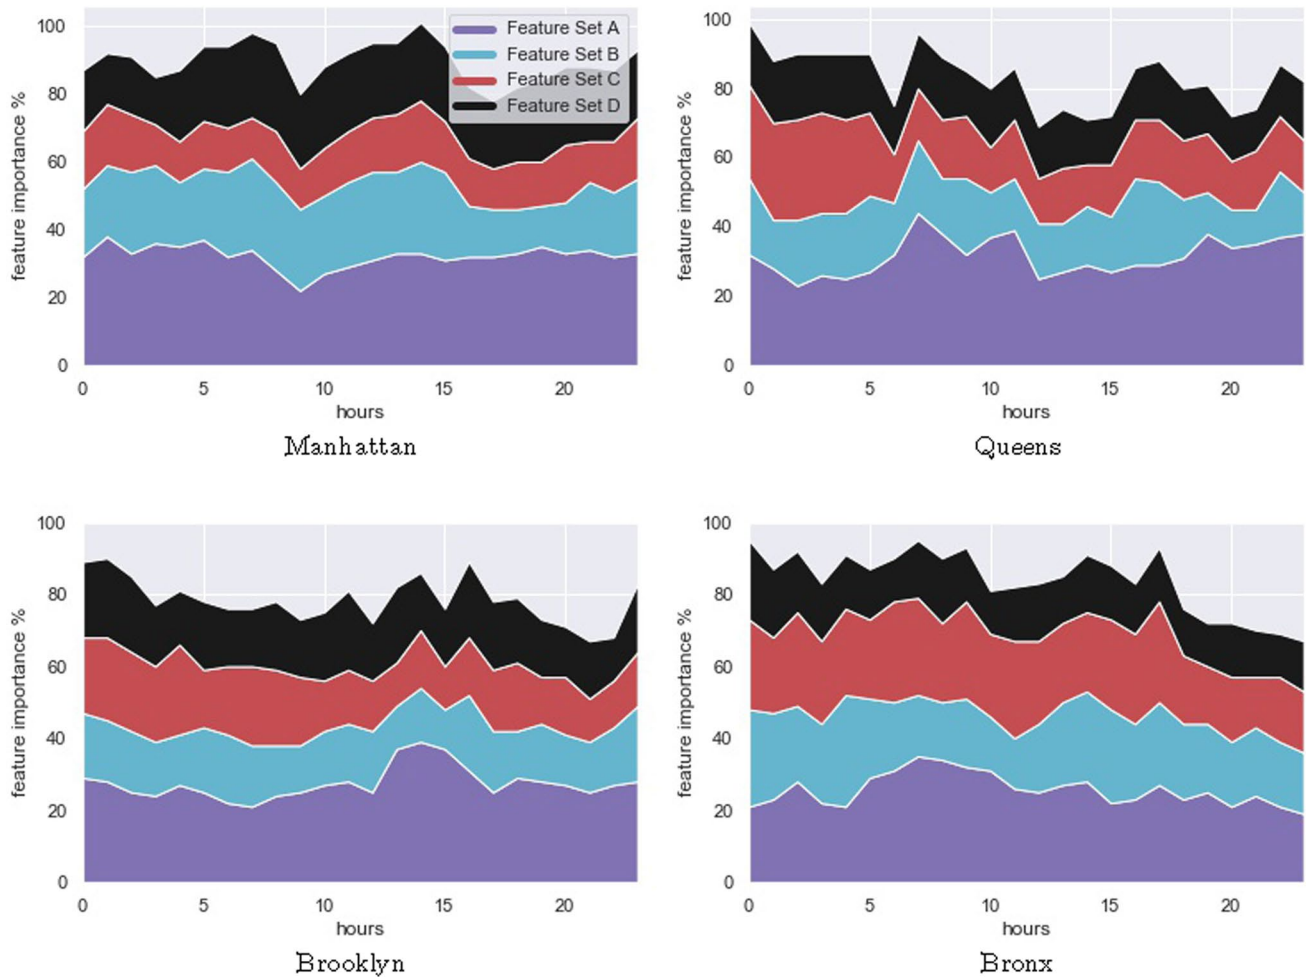 100
80
60
40
20
0
feature importance %
Feature Set A
Feature Set B
Feature Set C
Feature Set D
0 5 10 15 20
hours
Manhattan
100
80
60
40
20
0
feature importance %
0 5 10 15 20
hours
Queens
100
80
60
40
20
0
feature importance %
0 5 10 15 20
hours
Brooklyn
100
80
60
40
20
0
feature importance %
0 5 10 15 20
hours
Bronx